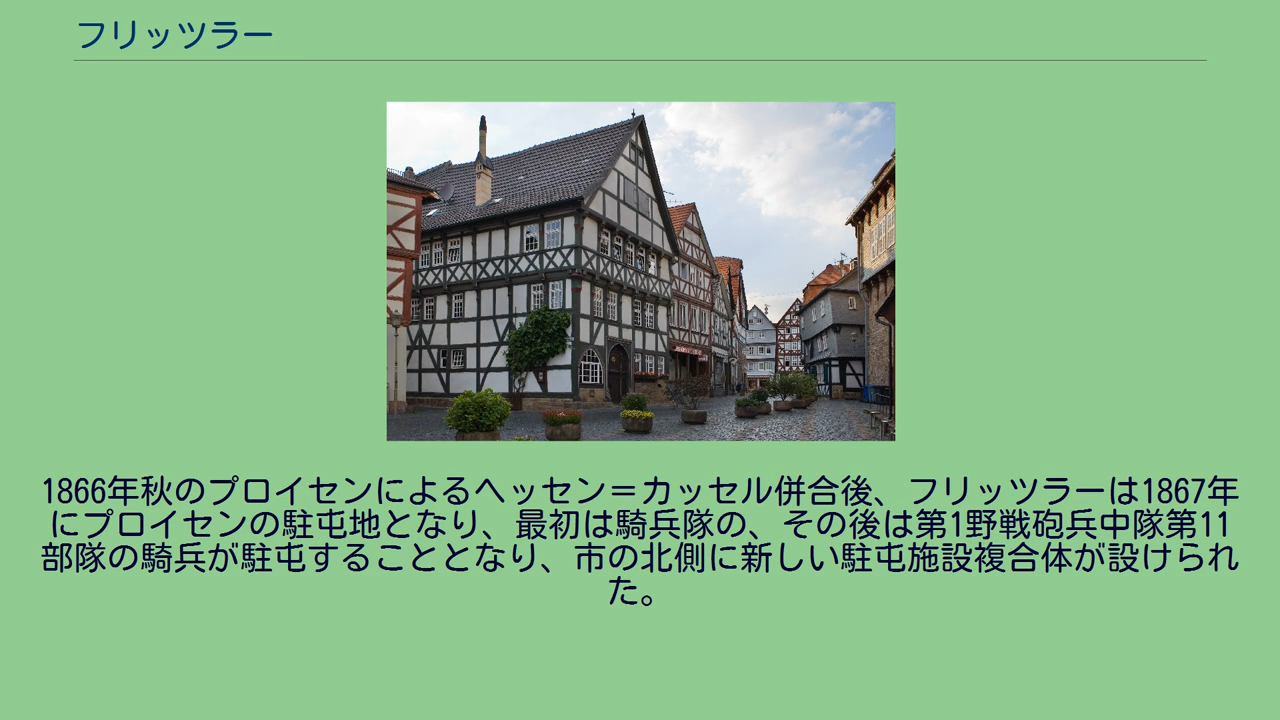 フリッツラー
1866年秋のプロイセンによるヘッセン＝カッセル併合後、フリッツラーは1867年
にプロイセンの駐屯地となり、最初は騎兵隊の、その後は第1野戦砲兵中隊第11
部隊の騎兵が駐屯することとなり、市の北側に新しい駐屯施設複合体が設けられ
た。